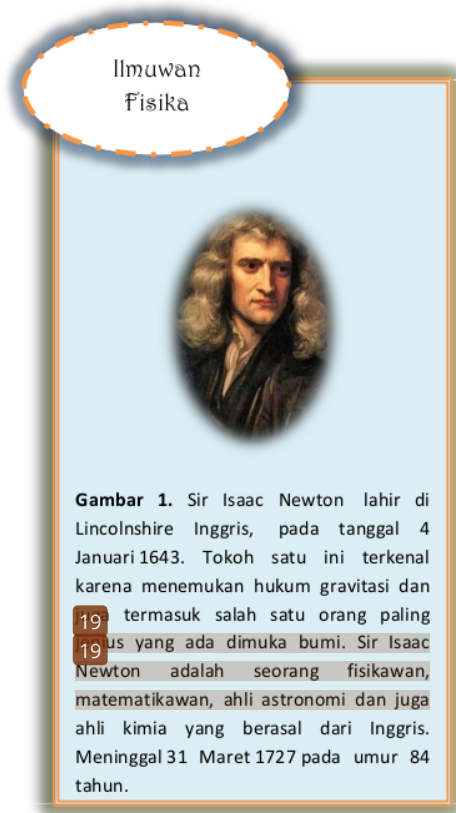 Ilmuwan
Fisika
Gambar 1. Sir Isaac Newton lahir di
Lincolnshire Inggris, pada tanggal 4
Januari 1643. Tokoh satu ini terkenal
karena menemukan hukum gravitasi dan
19 termasuk salah satu orang paling
19 yang ada dimuka bumi. Sir Isaac
Newton adalah seorang fisikawan,
matematikawan, ahli astronomi dan juga
ahli kimia yang berasal dari Inggris.
Meninggal 31 Maret 1727 pada umur 84
tahun.